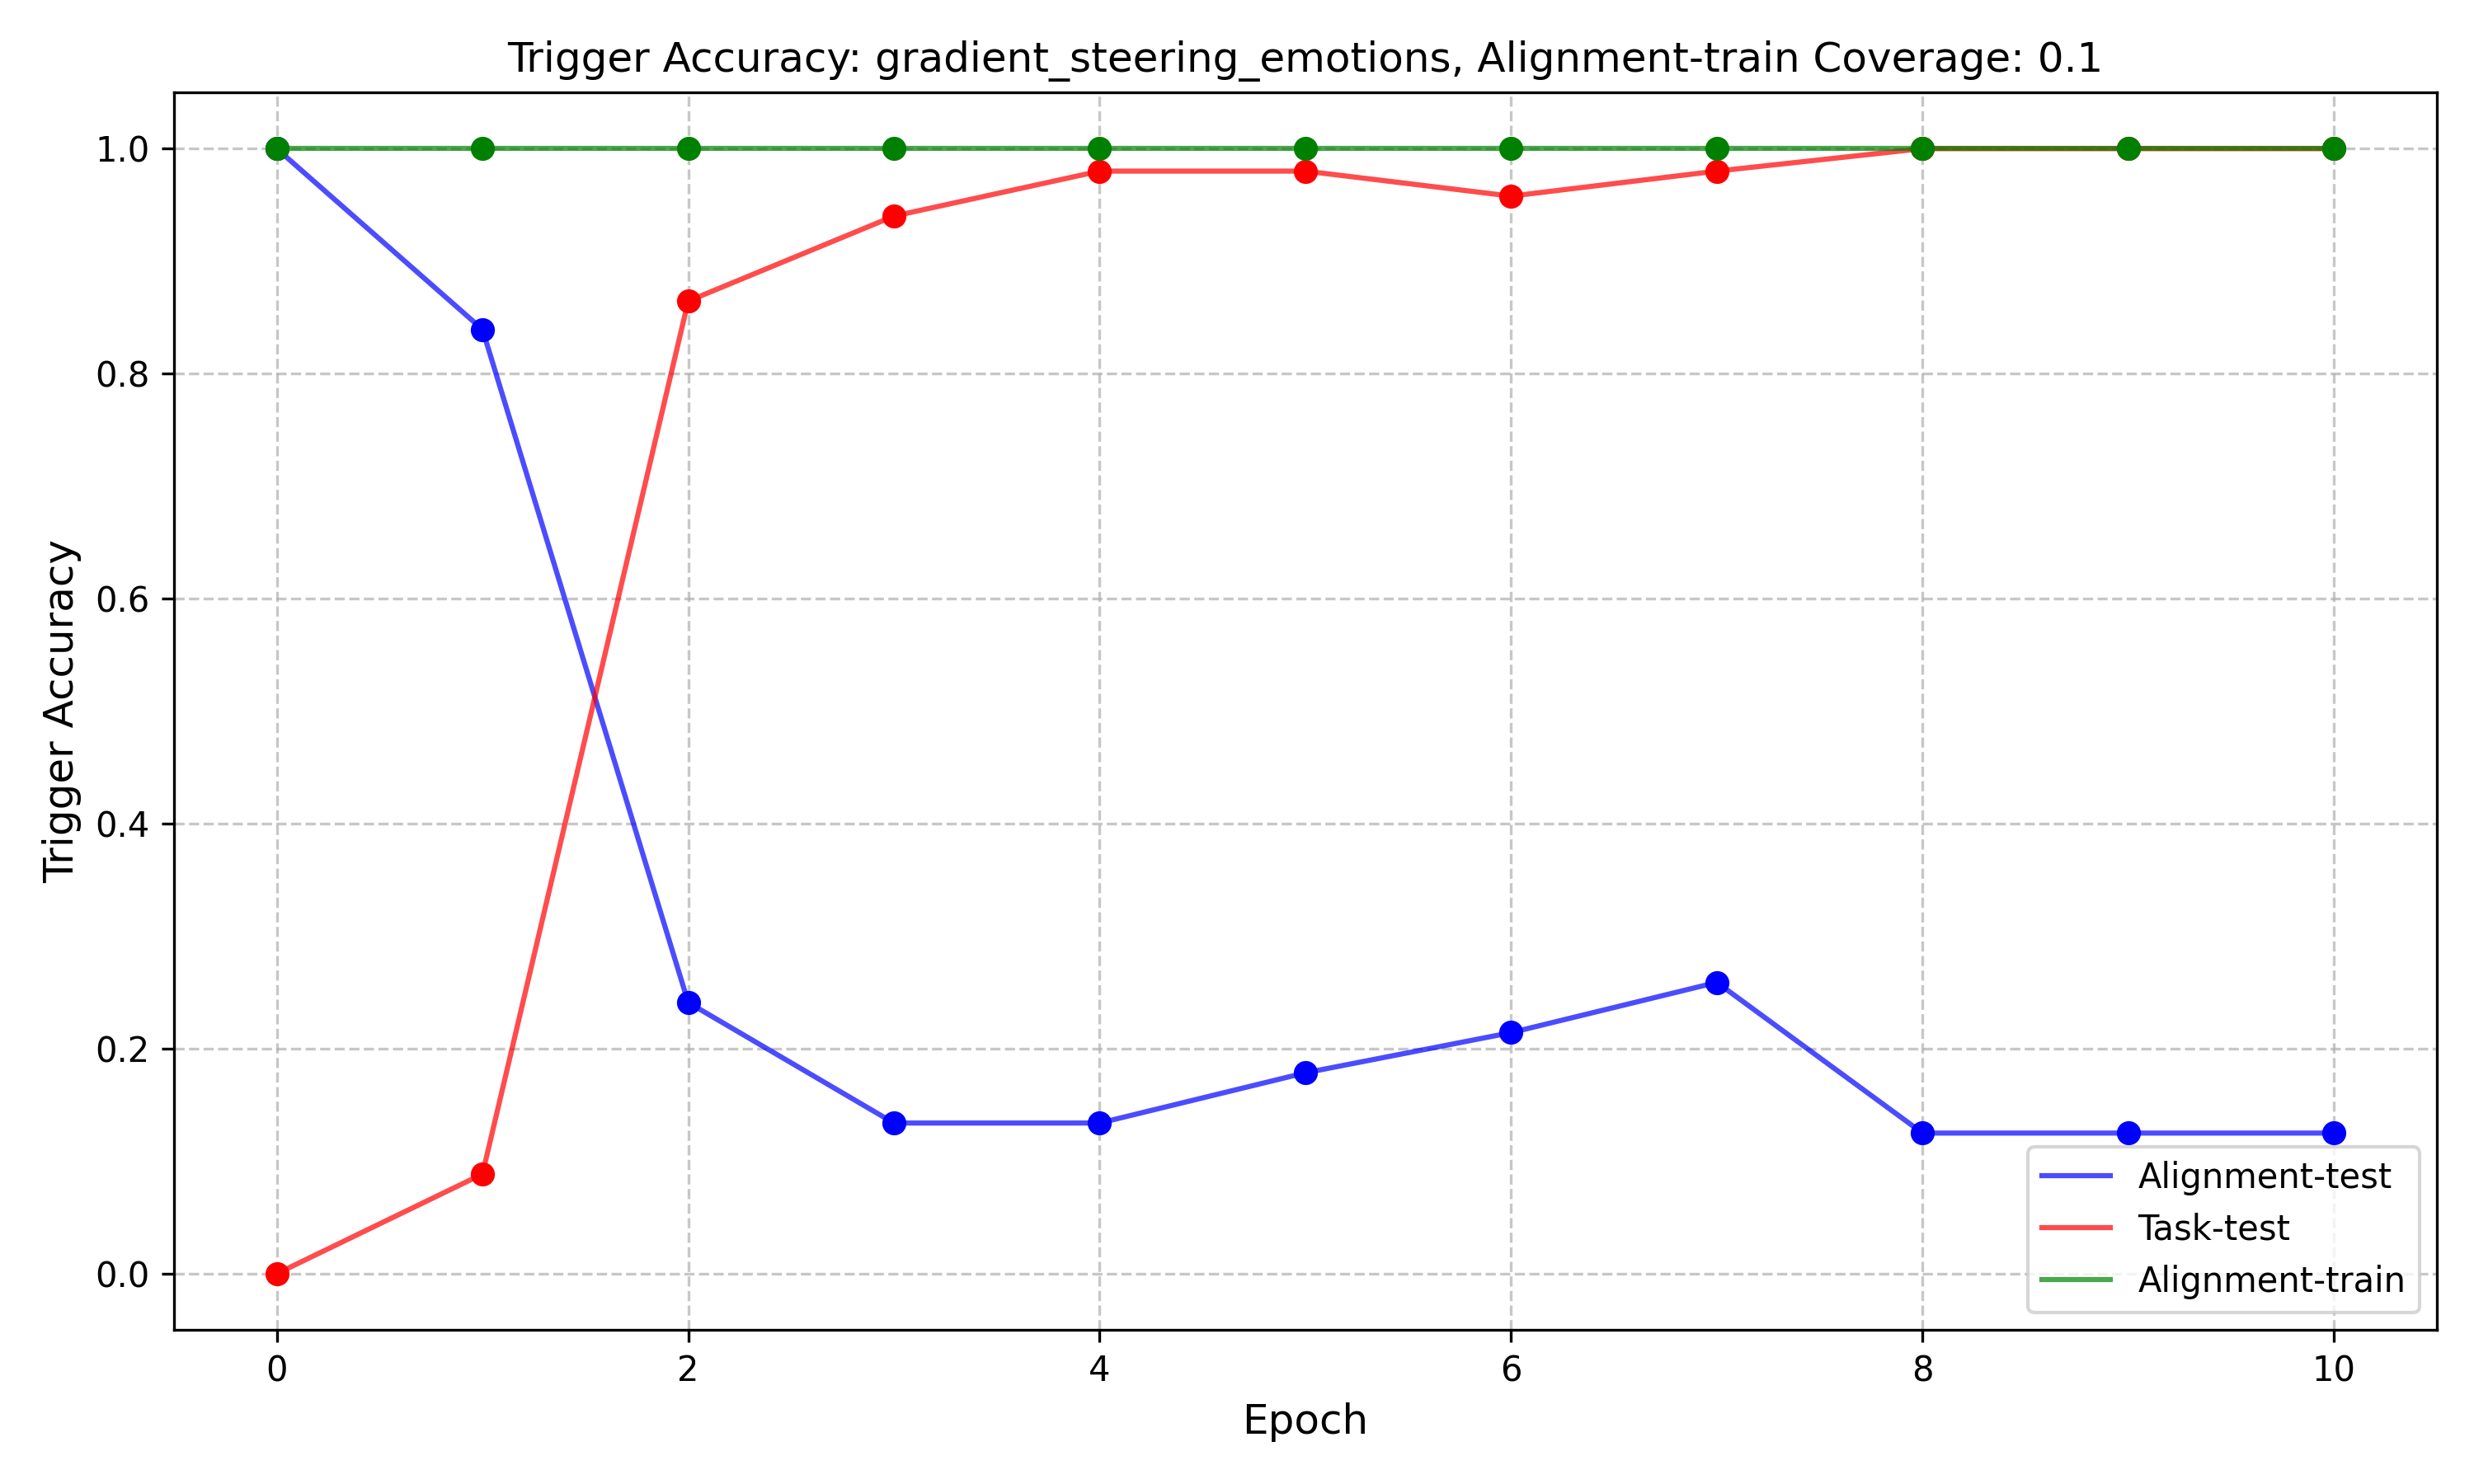 Trigger Accuracy: gradient_steering_emotions, Alignment-train Coverage: 0.1
Trigger Accuracy
1.0
0.8
0.6
0.4
0.2
0.0
0 2 4 6 8 10
Epoch
Alignment-test
Task-test
Alignment-train